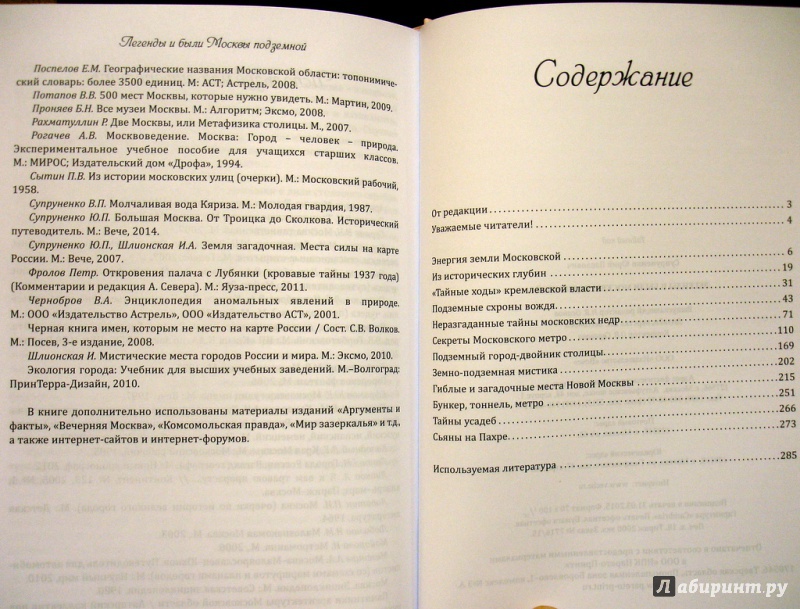 Легенды и были Москвы подземной
Поспелов Е.М. Географические названия Московской области: топонимиче-
ский словарь: более 3500 единиц. М: АСТ; Астрель, 2008.
Потапов В.В. 500 мест Москвы, которые нужно увидеть. М.: Мартин, 2009.
Проняев Б.Н. Все музеи Москвы. М.: Алгоритм; Эксмо, 2008.
Рахматуллин Р. Две Москвы, или Метафизика столицы. М., 2007.
Рогачев А.В. Москвоведение. Москва: Город – человек – природа.
Экспериментальное учебное пособие для учащихся старших классов.
М.: МИРОС; Издательский дом «Дрофа», 1994.
Сытин П.В. Из истории московских улиц (очерки). М.: Московский рабочий,
1958.
Супруненко В.П. Молчаливая вода Кяриза. М.: Молодая гвардия, 1987.
Супруненко Ю.П. Большая Москва. От Троицка до Сколкова. Исторический
путеводитель. М.: Вече, 2014.
Супруненко Ю.П., Шлионская И.А. Земля загадочная. Места силы на карте
России. М.: Вече, 2007.
Фролов Петр. Откровения палача с Лубянки (кровавые тайны 1937 года)
(Комментарии и редакция А. Севера). М.: Яуза-пресс, 2011.
Чернобров В.А. Энциклопедия аномальных явлений в природе.
М.: ООО «Издательство Астрель», ООО «Издательство АСТ», 2001.
Черная книга имен, которым не место на карте России / Сост. С.В. Волков.
М.: Посев, 3-е издание, 2008.
Шлионская И. Мистические места городов России и мира. М.: Эксмо, 2010.
Экология города: Учебник для высших учебных заведений. М.–Волгоград:
ПринТерра-Дизайн, 2010.
В книге дополнительно использованы материалы изданий «Аргументы и
факты», «Вечерняя Москва», «Комсомольская правда», «Мир зазеркалья» и т.д.,
а также интернет-сайтов и интернет-форумов.
Содержание
От редакции 3
Уважаемые читатели! 4
Энергия земли Московской 6
Из исторических глубин 19
«Тайные ходы» кремлевской власти 31
Подземные схроны вождя 43
Неразгаданные тайны московских недр 71
Секреты Московского метро 110
Подземный город-двойник столицы 169
Земно-подземная мистика 202
Гиблые и загадочные места Новой Москвы 215
Бункер, тоннель, метро 251
Тайны усадеб 266
Сьяны на Пахре 273
Используемая литература 285
Лабиринт.ру